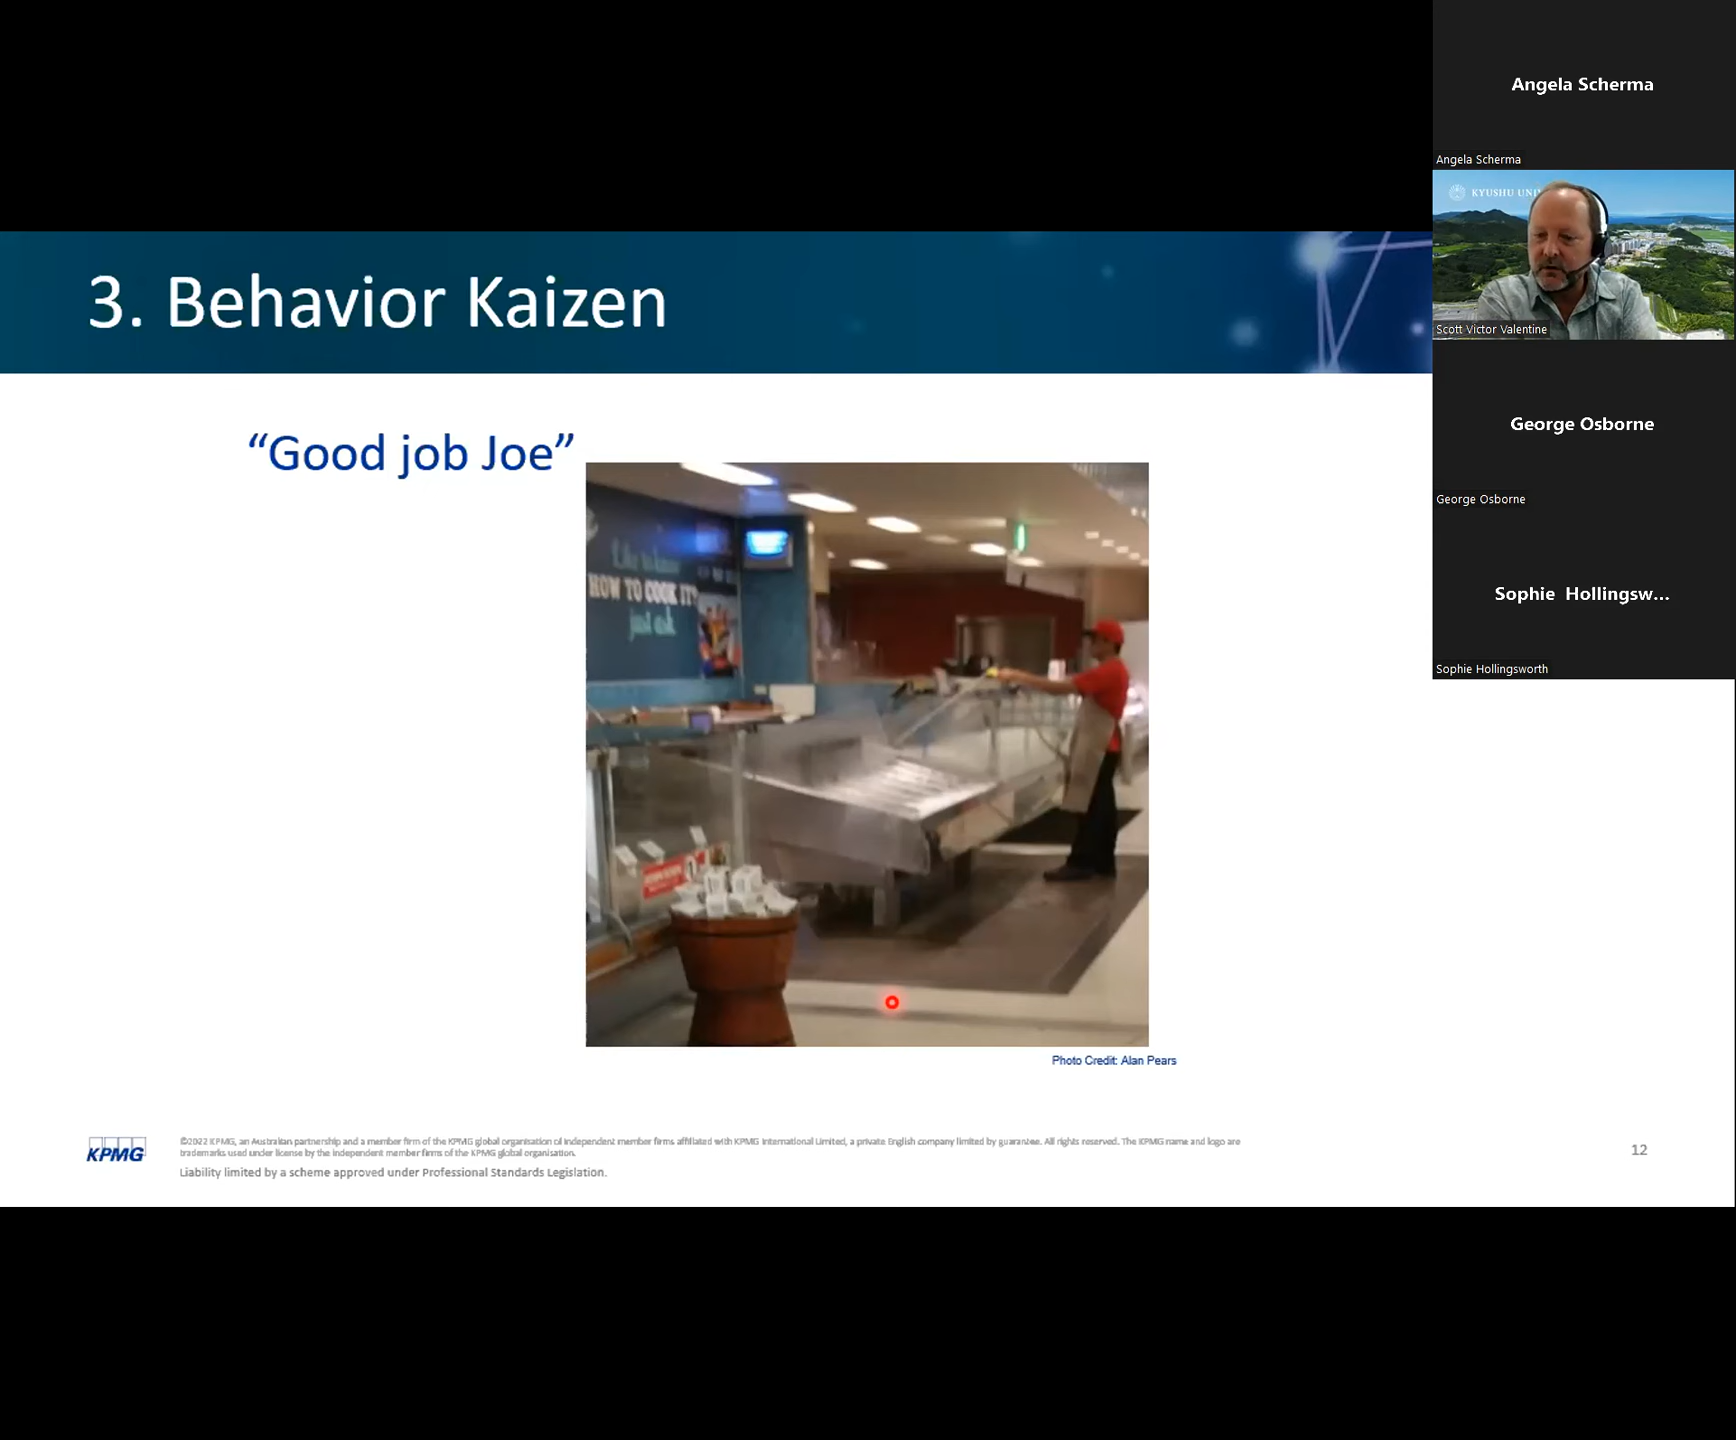 Angela Scherma
Angela Scherma
KYUSHU UNI
Scott Victor Valentine
George Osborne
George Osborne
Sophie Hollingsw...
Sophie Hollingsworth
3. Behavior Kaizen
“Good job Joe”
HOW TO COOK IT?
just ask
Photo Credit: Alan Pears
KPMG
©2022 KPMG, an Australian partnership and a member firm of the KPMG global organisation of independent member firms affiliated with KPMG International Limited, a private English company limited by guarantee. All rights reserved. The KPMG name and logo are
trademarks used under license by the independent member firms of the KPMG global organisation.
Liability limited by a scheme approved under Professional Standards Legislation.
12